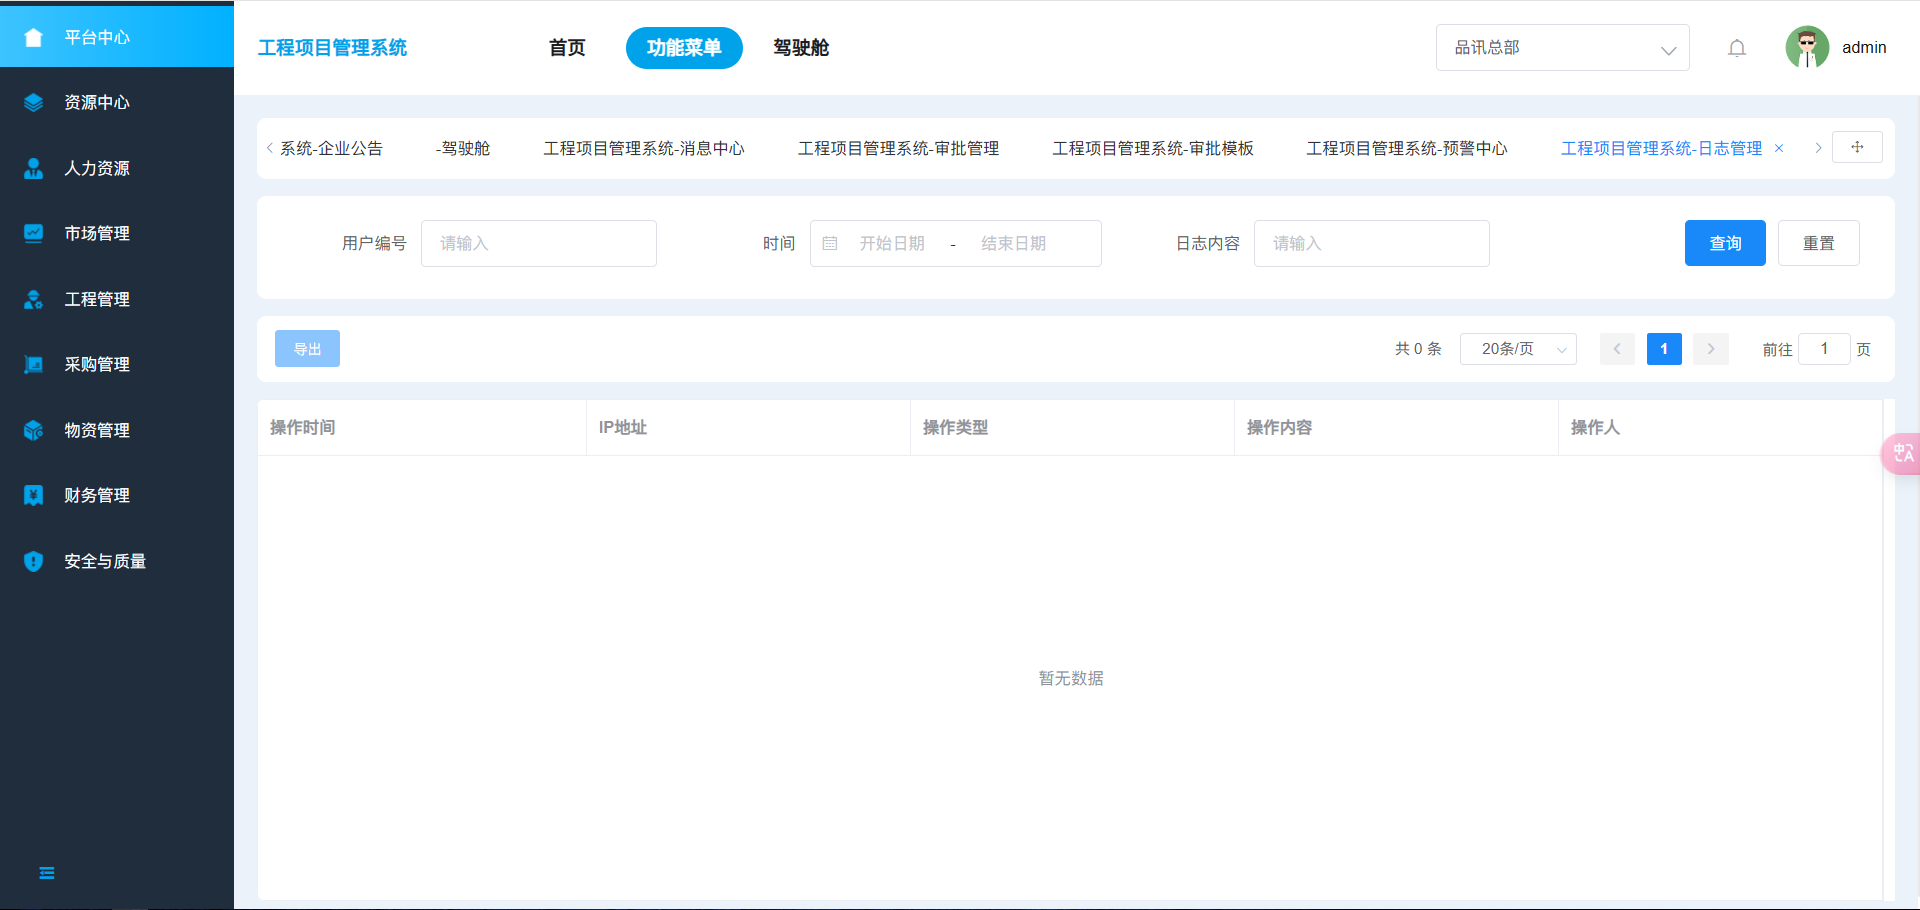 平台中心
资源中心
人力资源
市场管理
工程管理
采购管理
物资管理
财务管理
安全与质量
工程项目管理系统 首页 功能菜单 驾驶舱 品讯总部 admin
系统-企业公告 -驾驶舱 工程项目管理系统-消息中心 工程项目管理系统-审批管理 工程项目管理系统-审批模板 工程项目管理系统-预警中心 工程项目管理系统-日志管理
用户编号 请输入 时间 开始日期 - 结束日期 日志内容 请输入 查询 重置
导出 共 0 条 20条/页 1 前往 1 页
操作时间 IP地址 操作类型 操作内容 操作人
暂无数据
中A